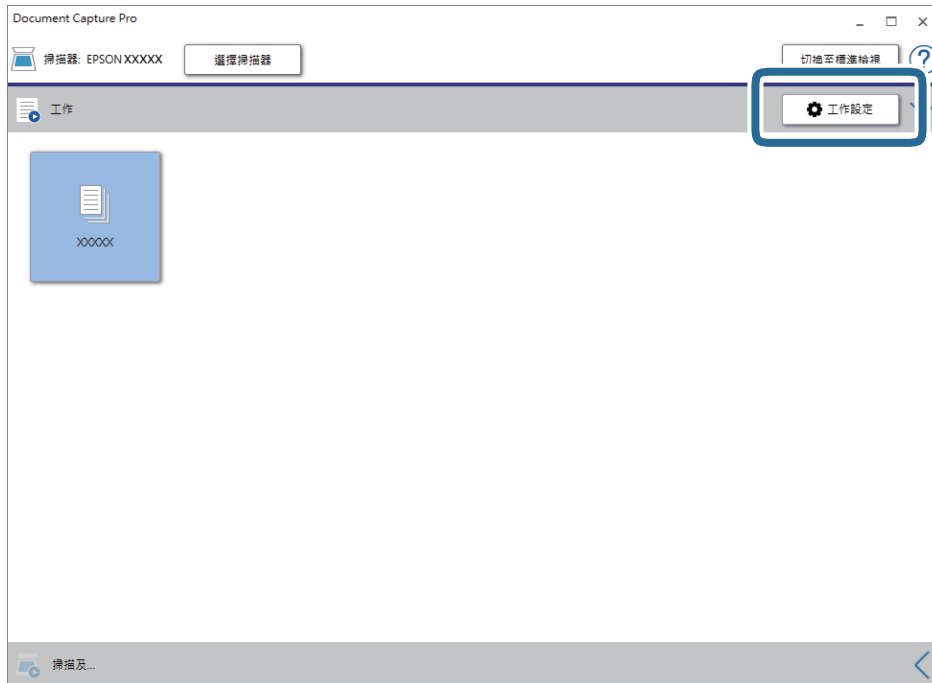 Document Capture Pro
掃描器: EPSON XXXXX
選擇掃描器
切換至標準檢視
?
工作
工作設定
XXXXX
掃描及...